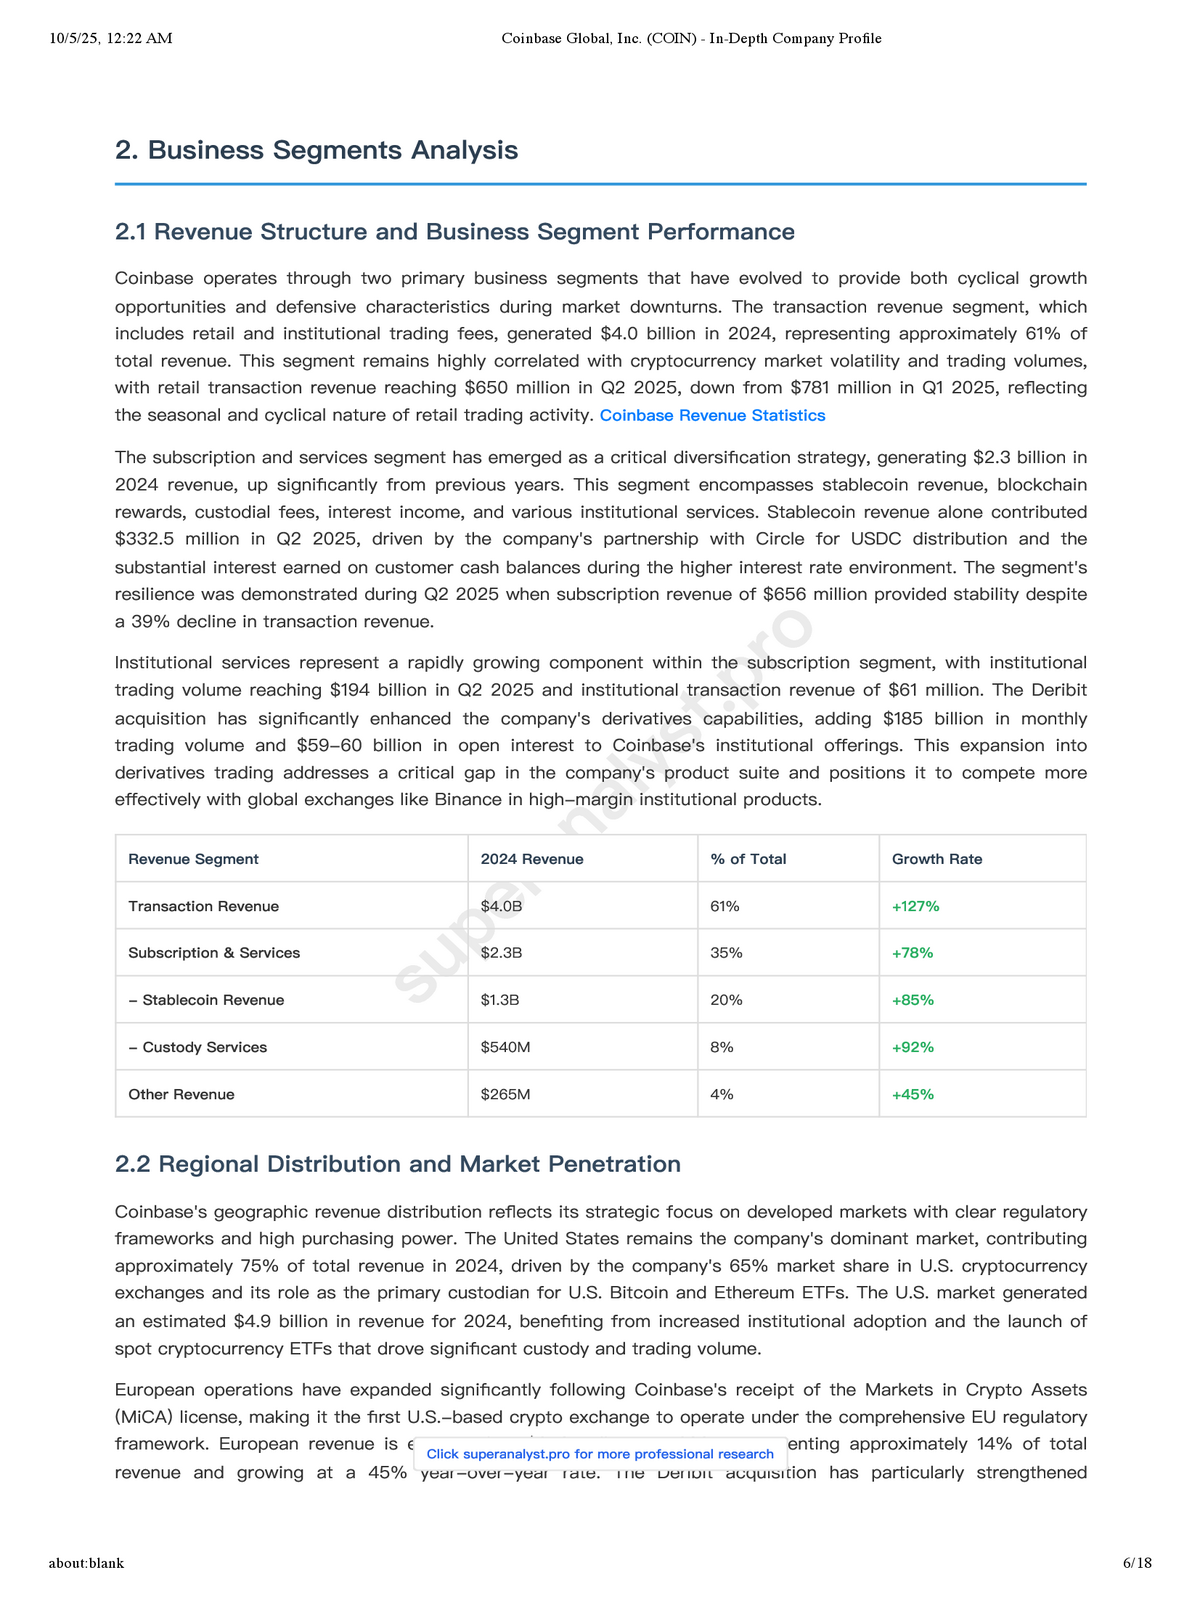 10/5/25, 12:22 AM
Coinbase Global, Inc. (COIN) - In-Depth Company Profile
2. Business Segments Analysis
2.1 Revenue Structure and Business Segment Performance
Coinbase operates through two primary business segments that have evolved to provide both cyclical growth
opportunities and defensive characteristics during market downturns. The transaction revenue segment, which
includes retail and institutional trading fees, generated $4.0 billion in 2024, representing approximately 61% of
total revenue. This segment remains highly correlated with cryptocurrency market volatility and trading volumes,
with retail transaction revenue reaching $650 million in Q2 2025, down from $781 million in Q1 2025, reflecting
the seasonal and cyclical nature of retail trading activity. Coinbase Revenue Statistics
The subscription and services segment has emerged as a critical diversification strategy, generating $2.3 billion in
2024 revenue, up significantly from previous years. This segment encompasses stablecoin revenue, blockchain
rewards, custodial fees, interest income, and various institutional services. Stablecoin revenue alone contributed
$332.5 million in Q2 2025, driven by the company's partnership with Circle for USDC distribution and the
substantial interest earned on customer cash balances during the higher interest rate environment. The segment's
resilience was demonstrated during Q2 2025 when subscription revenue of $656 million provided stability despite
a 39% decline in transaction revenue.
Institutional services represent a rapidly growing component within the subscription segment, with institutional
trading volume reaching $194 billion in Q2 2025 and institutional transaction revenue of $61 million. The Deribit
acquisition has significantly enhanced the company's derivatives capabilities, adding $185 billion in monthly
trading volume and $59–60 billion in open interest to Coinbase's institutional offerings. This expansion into
derivatives trading addresses a critical gap in the company's product suite and positions it to compete more
effectively with global exchanges like Binance in high–margin institutional products.
Revenue Segment 2024 Revenue % of Total Growth Rate
Transaction Revenue $4.0B 61% +127%
Subscription & Services $2.3B 35% +78%
– Stablecoin Revenue $1.3B 20% +85%
– Custody Services $540M 8% +92%
Other Revenue $265M 4% +45%
2.2 Regional Distribution and Market Penetration
Coinbase's geographic revenue distribution reflects its strategic focus on developed markets with clear regulatory
frameworks and high purchasing power. The United States remains the company's dominant market, contributing
approximately 75% of total revenue in 2024, driven by the company's 65% market share in U.S. cryptocurrency
exchanges and its role as the primary custodian for U.S. Bitcoin and Ethereum ETFs. The U.S. market generated
an estimated $4.9 billion in revenue for 2024, benefiting from increased institutional adoption and the launch of
spot cryptocurrency ETFs that drove significant custody and trading volume.
European operations have expanded significantly following Coinbase's receipt of the Markets in Crypto Assets
(MiCA) license, making it the first U.S.–based crypto exchange to operate under the comprehensive EU regulatory
framework. European revenue is enting approximately 14% of total
Click superanalyst.pro for more professional research
revenue and growing at a 45% year–over–year rate. The Deribit acquisition has particularly strengthened
about:blank
6/18